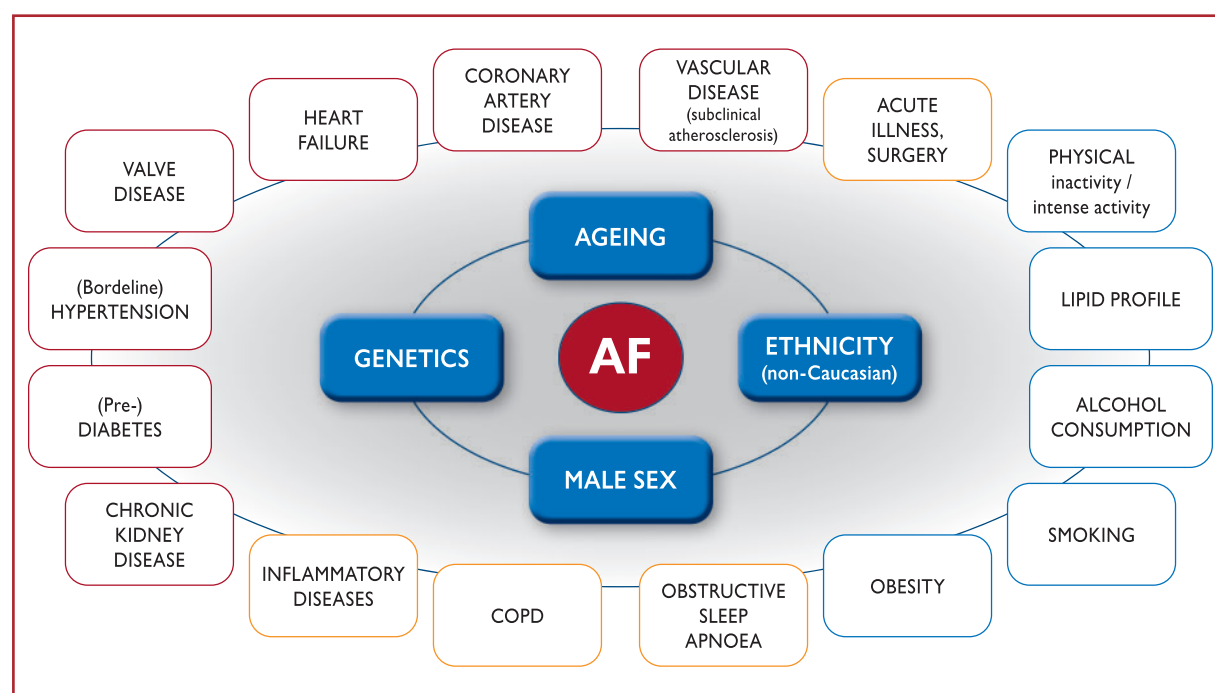 CORONARY
ARTERY
DISEASE
VASCULAR
DISEASE
(subclinical
atherosclerosis)
HEART
FAILURE
ACUTE
ILLNESS,
SURGERY
VALVE
DISEASE
PHYSICAL
inactivity /
intense activity
AGEING
(Bordeline)
HYPERTENSION
LIPID PROFILE
GENETICS
AF
ETHNICITY
(non-Caucasian)
(Pre-)
DIABETES
ALCOHOL
CONSUMPTION
MALE SEX
CHRONIC
KIDNEY
DISEASE
SMOKING
INFLAMMATORY
DISEASES
COPD
OBSTRUCTIVE
SLEEP
APNOEA
OBESITY